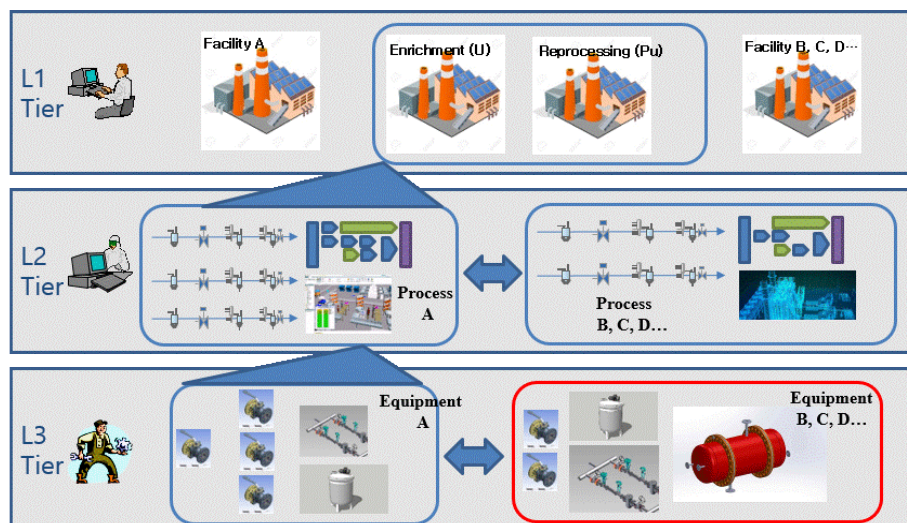 L1
Tier
Facility A
Enrichment (U)
Reprocessing (Pu)
Facility B, C, D…
L2
Tier
Process
A
Process
B, C, D…
L3
Tier
Equipment
A
Equipment
B, C, D…